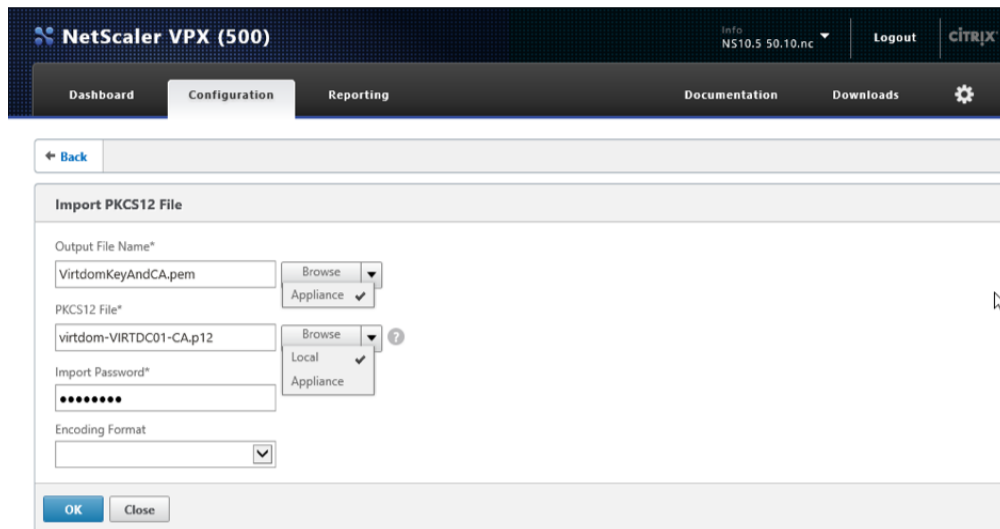 NetScaler VPX (500)
Info
NS10.5 50.10.nc
Logout
CİTRIX
Dashboard
Configuration
Reporting
Documentation
Downloads
Back
Import PKCS12 File
Output File Name*
VirtdomKeyAndCA.pem
Browse
Appliance
PKCS12 File*
virtdom-VIRTDC01-CA.p12
Browse
?
Local
Appliance
Import Password*
••••••••
Encoding Format
OK
Close